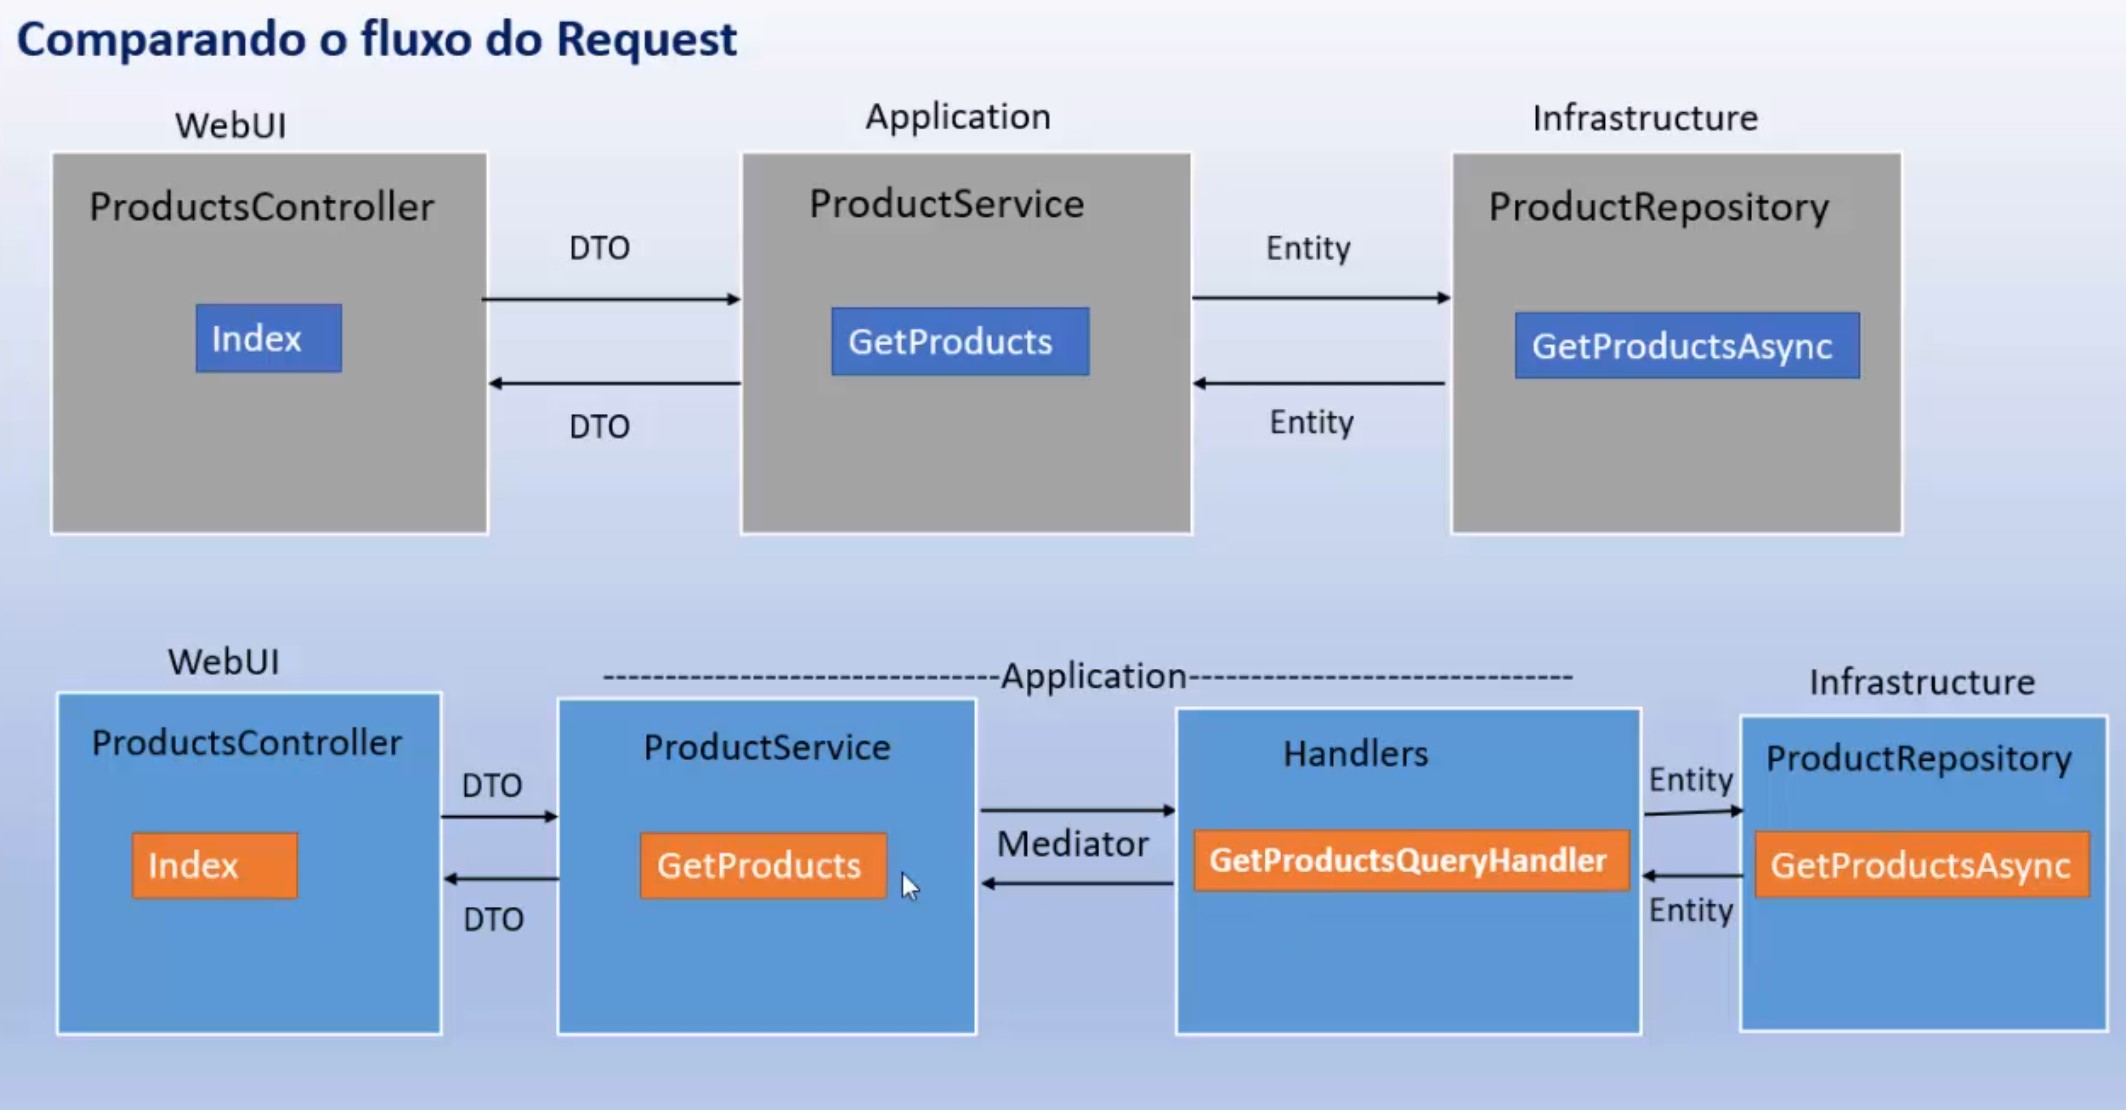 Comparando o fluxo do Request
WebUI
Application
Infrastructure
ProductsController
ProductService
ProductRepository
DTO
Entity
Index
GetProducts
GetProductsAsync
DTO
Entity
WebUI
----------Application----------
Infrastructure
ProductsController
ProductService
Handlers
ProductRepository
DTO
Mediator
Entity
Index
GetProducts
GetProductsQueryHandler
GetProductsAsync
DTO
Entity